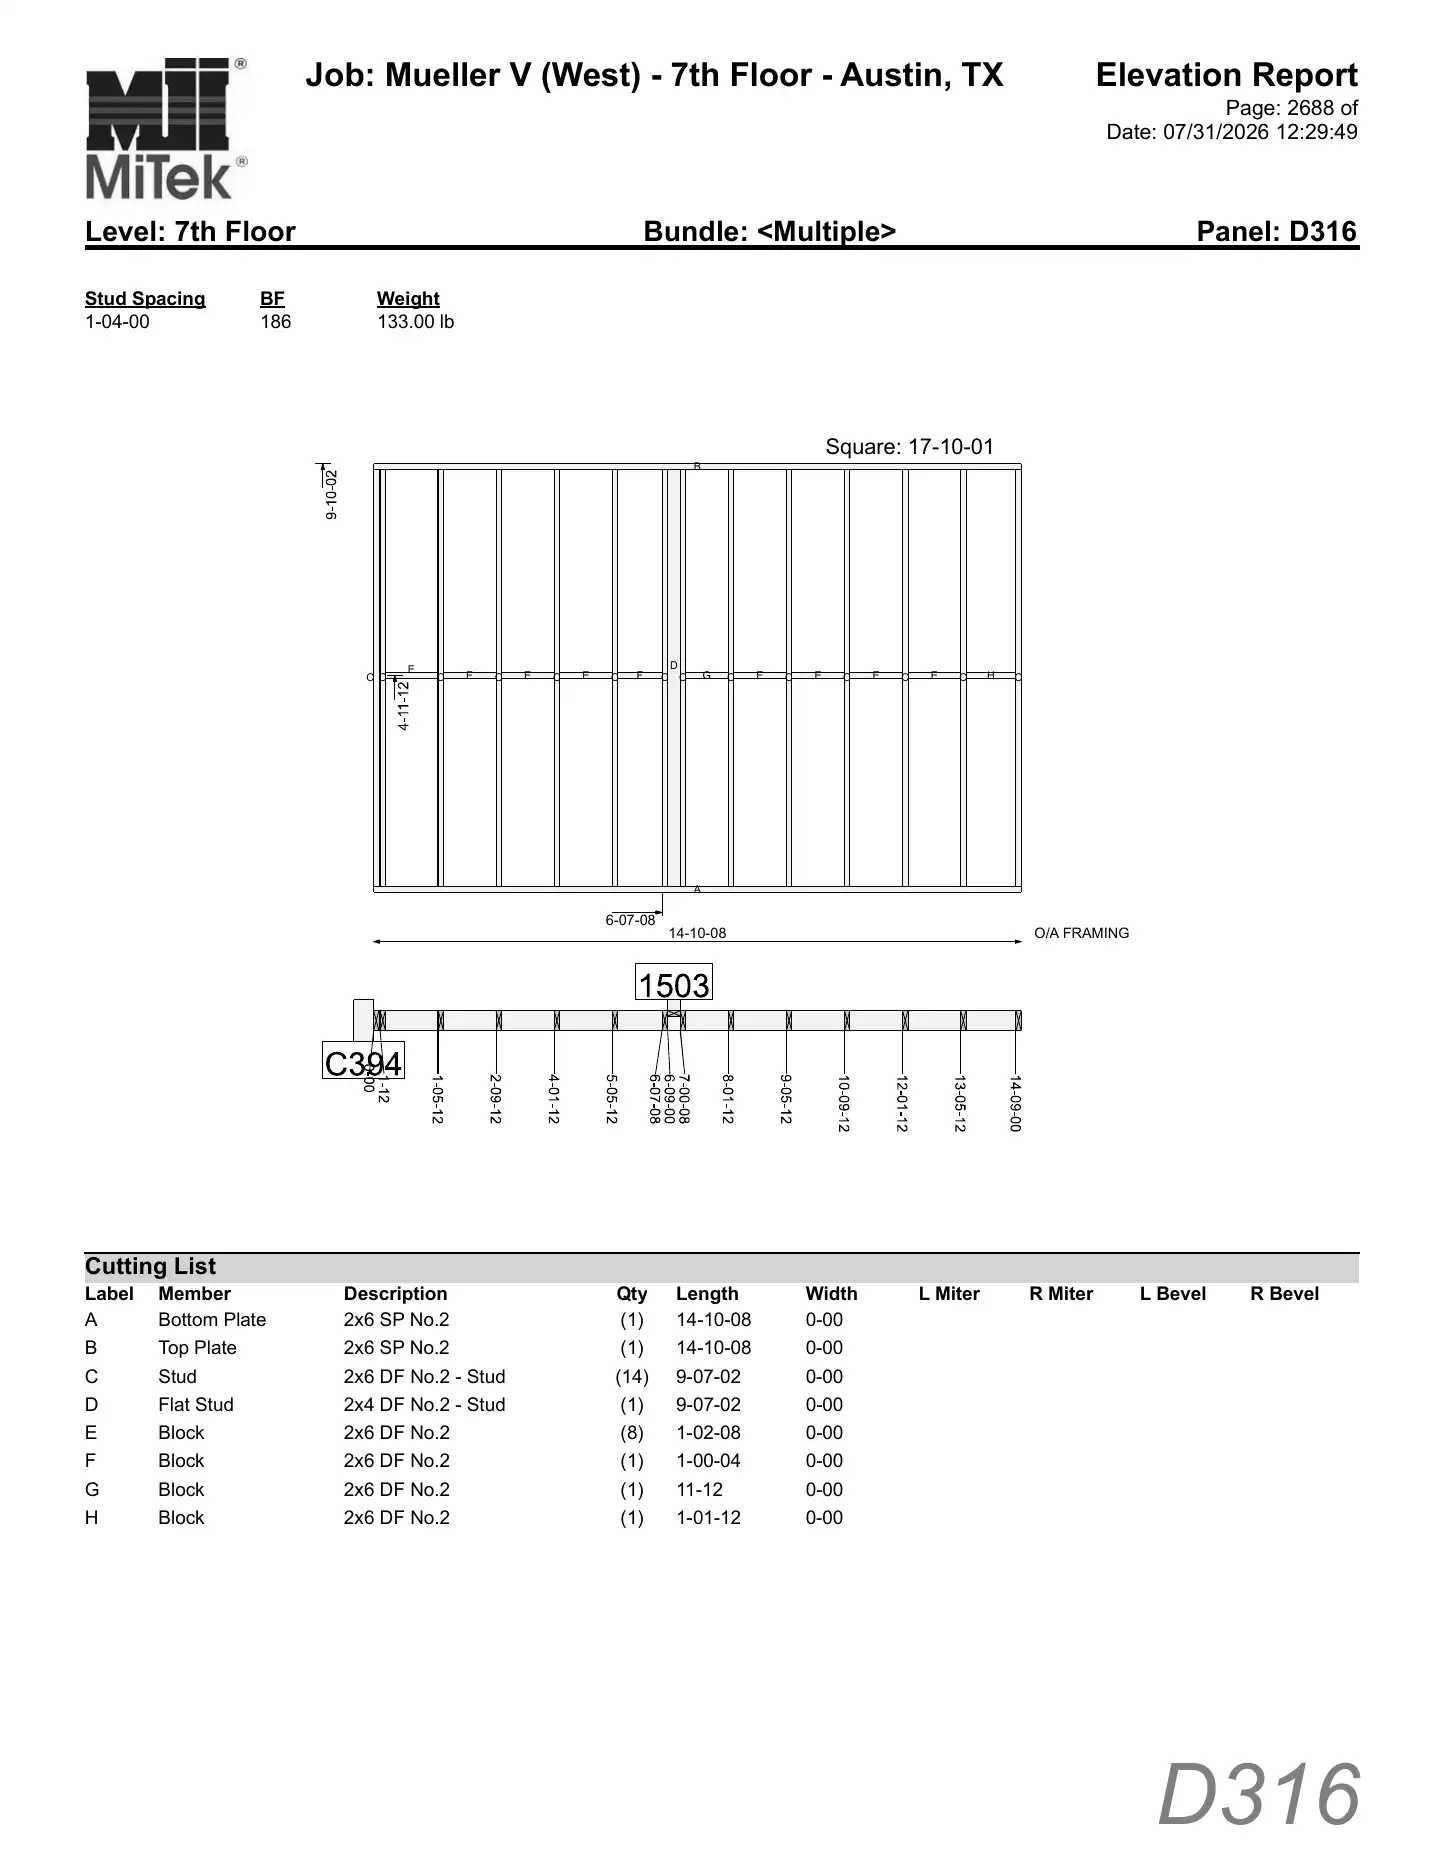 Job: Mueller V (West) - 7th Floor - Austin, TX
Elevation Report
Page: 2688 of
Date: 07/31/2026 12:29:49
MiTek®
Level: 7th Floor Bundle: <Multiple> Panel: D316
Stud Spacing BF Weight
1-04-00 186 133.00 lb
Square: 17-10-01
B
9-10-02
D
C F E E E E G E E E E H
4-11-12
A
6-07-08
14-10-08
O/A FRAMING
1503
C394
0-00 1-12 1-05-12 2-09-12 4-01-12 5-05-12 6-07-08 6-09-00 7-00-08 8-01-12 9-05-12 10-09-12 12-01-12 13-05-12 14-09-00
Cutting List
Label Member Description Qty Length Width L Miter R Miter L Bevel R Bevel
A Bottom Plate 2x6 SP No.2 (1) 14-10-08 0-00
B Top Plate 2x6 SP No.2 (1) 14-10-08 0-00
C Stud 2x6 DF No.2 - Stud (14) 9-07-02 0-00
D Flat Stud 2x4 DF No.2 - Stud (1) 9-07-02 0-00
E Block 2x6 DF No.2 (8) 1-02-08 0-00
F Block 2x6 DF No.2 (1) 1-00-04 0-00
G Block 2x6 DF No.2 (1) 11-12 0-00
H Block 2x6 DF No.2 (1) 1-01-12 0-00
D316